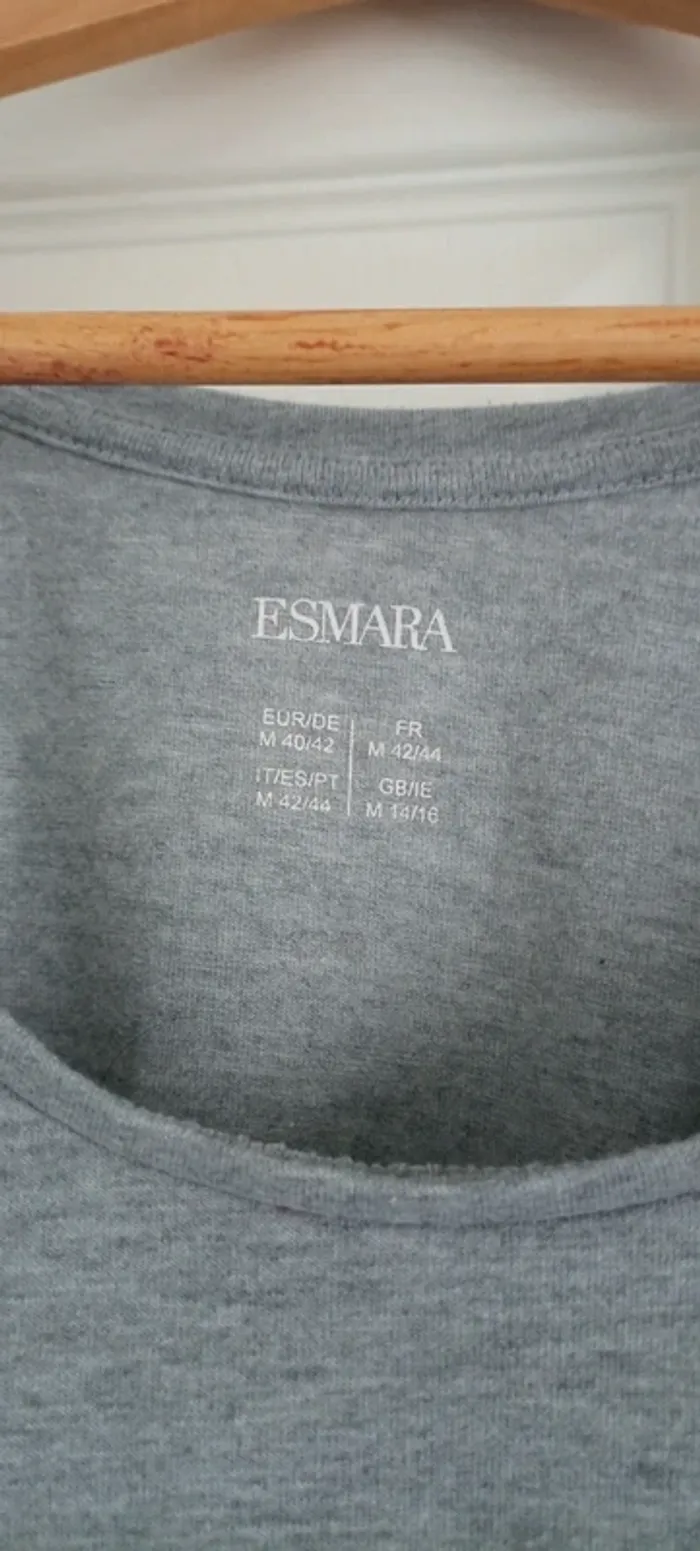 ESMARA
EUR/DE
M 40/42
FR
M 42/44
IT/ES/PT
M 42/44
GB/IE
M 14/16